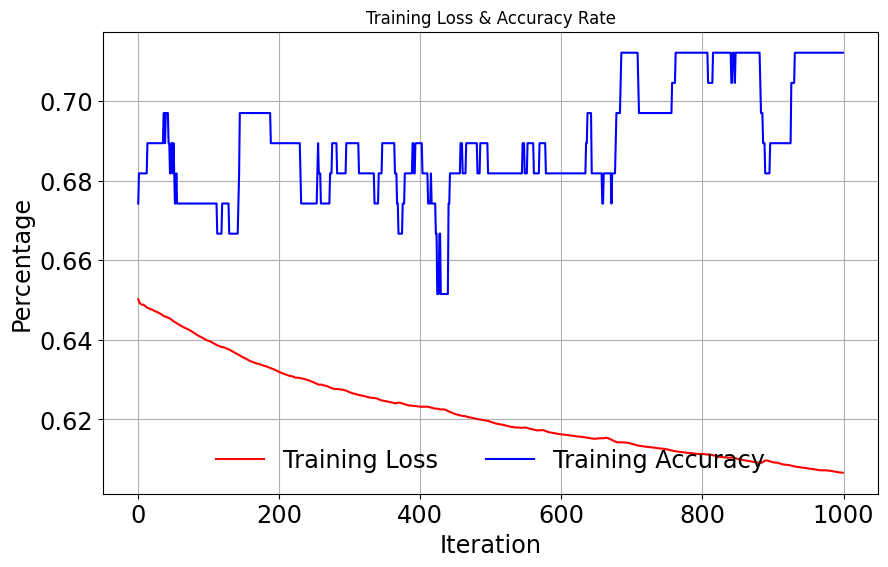 Training Loss & Accuracy Rate
Percentage
0.70
0.68
0.66
0.64
0.62
Training Loss
Training Accuracy
0
200
400
600
800
1000
Iteration